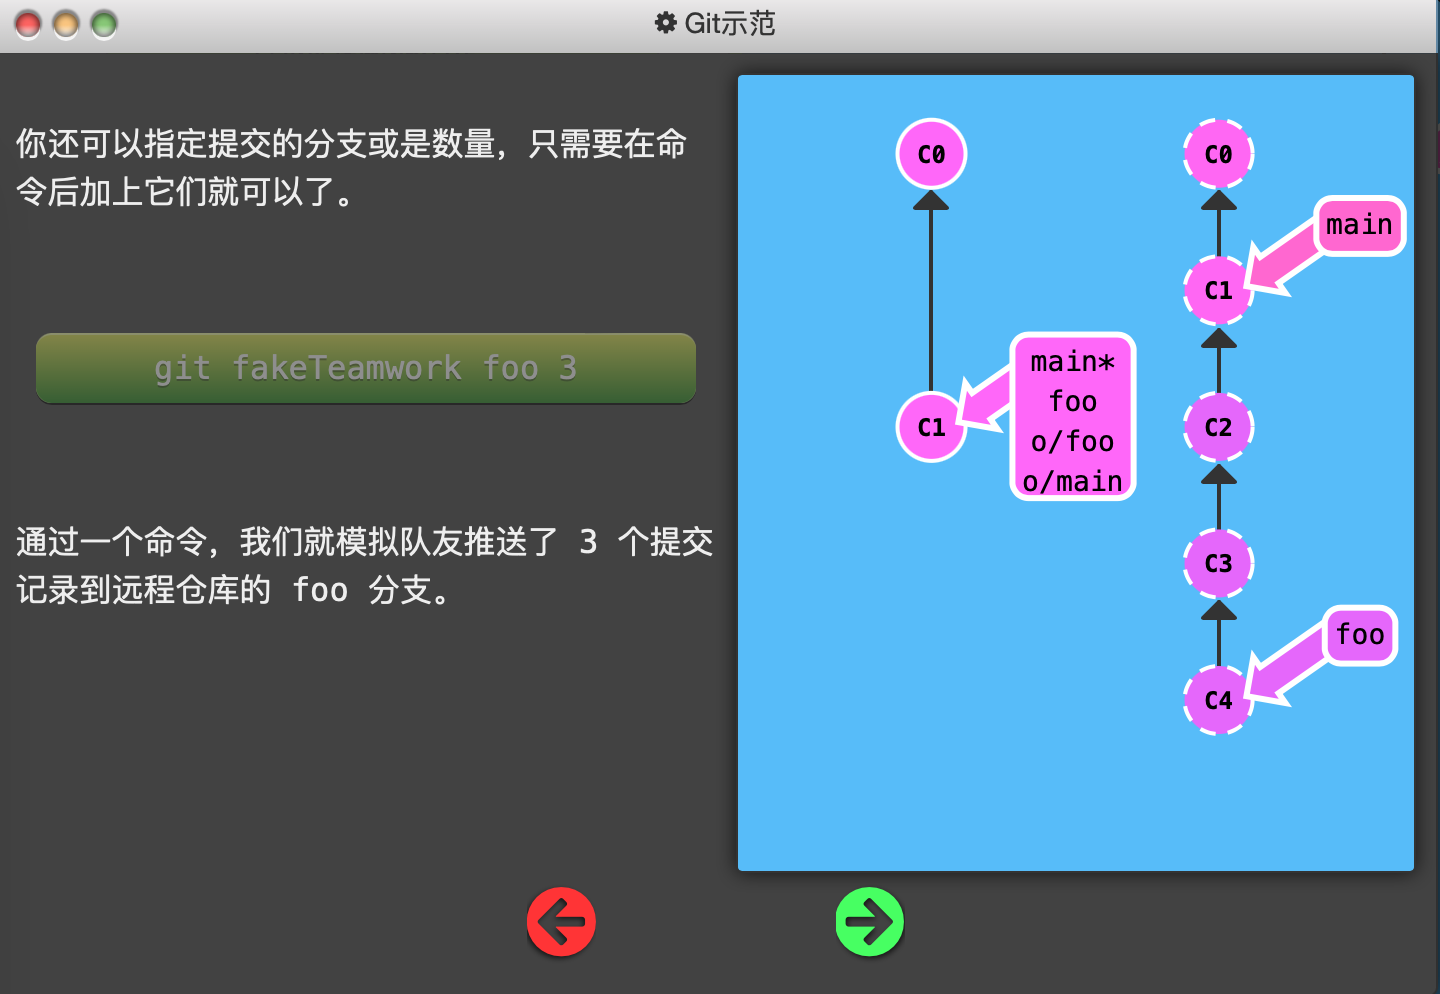 Git示范
你还可以指定提交的分支或是数量，只需要在命
令后加上它们就可以了。
git fakeTeamwork foo 3
通过一个命令，我们就模拟队友推送了 3 个提交
记录到远程仓库的 foo 分支。
C0
C1
main*
foo
o/foo
o/main
C0
main
C1
C2
C3
foo
C4